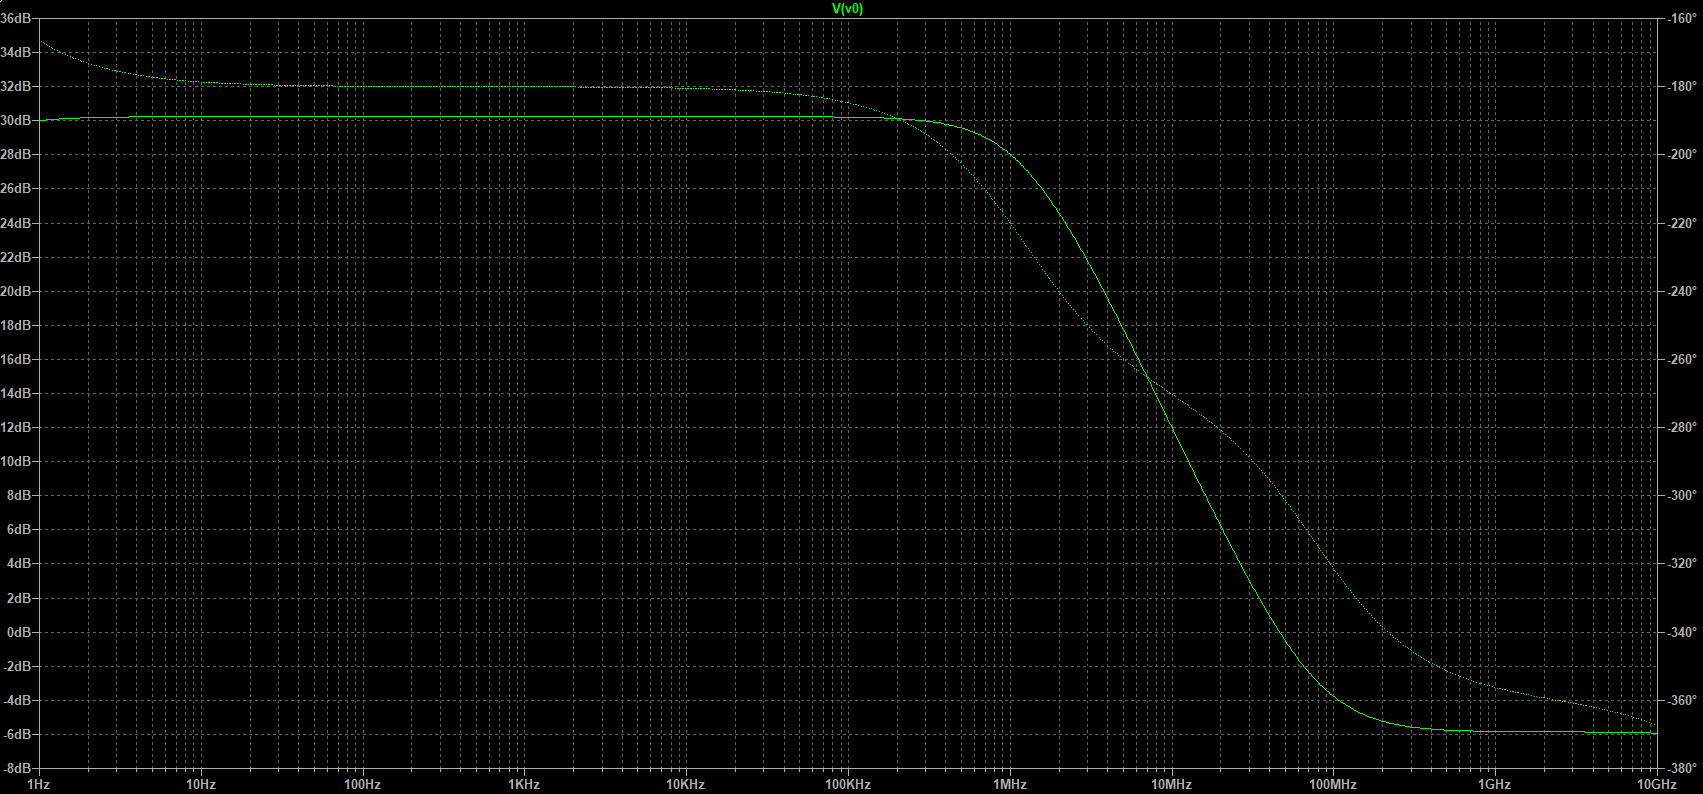 V(v0)
36dB -160°
34dB
32dB -180°
30dB
28dB -200°
26dB
24dB -220°
22dB
20dB -240°
18dB
16dB -260°
14dB
12dB -280°
10dB
8dB -300°
6dB
4dB -320°
2dB
0dB -340°
-2dB
-4dB -360°
-6dB
-8dB -380°
1Hz 10Hz 100Hz 1KHz 10KHz 100KHz 1MHz 10MHz 100MHz 1GHz 10GHz